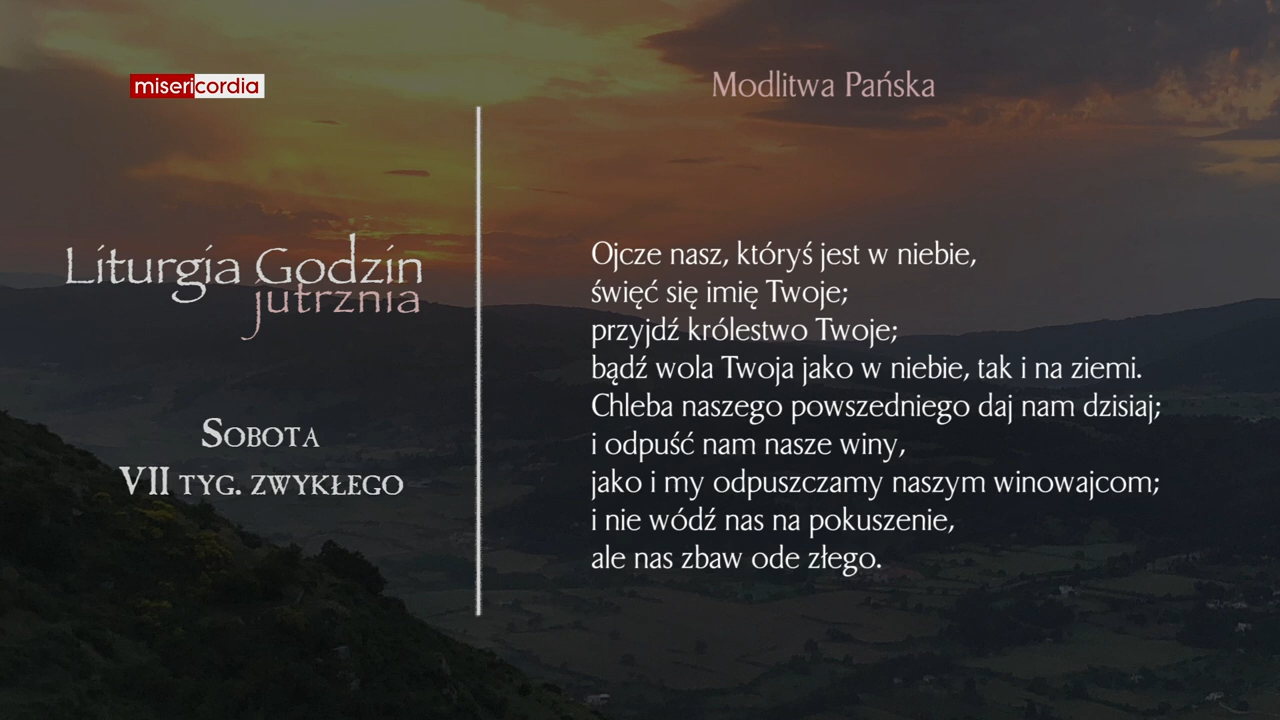 misericordia
Liturgia Godzin
jutrznia
Sobota
VII tyg. zwykłego
Modlitwa Pańska
Ojcze nasz, któryś jest w niebie,
święć się imię Twoje;
przyjdź królestwo Twoje;
bądź wola Twoja jako w niebie, tak i na ziemi.
Chleba naszego powszedniego daj nam dzisiaj;
i odpuść nam nasze winy,
jako i my odpuszczamy naszym winowajcom;
i nie wódź nas na pokuszenie,
ale nas zbaw ode złego.